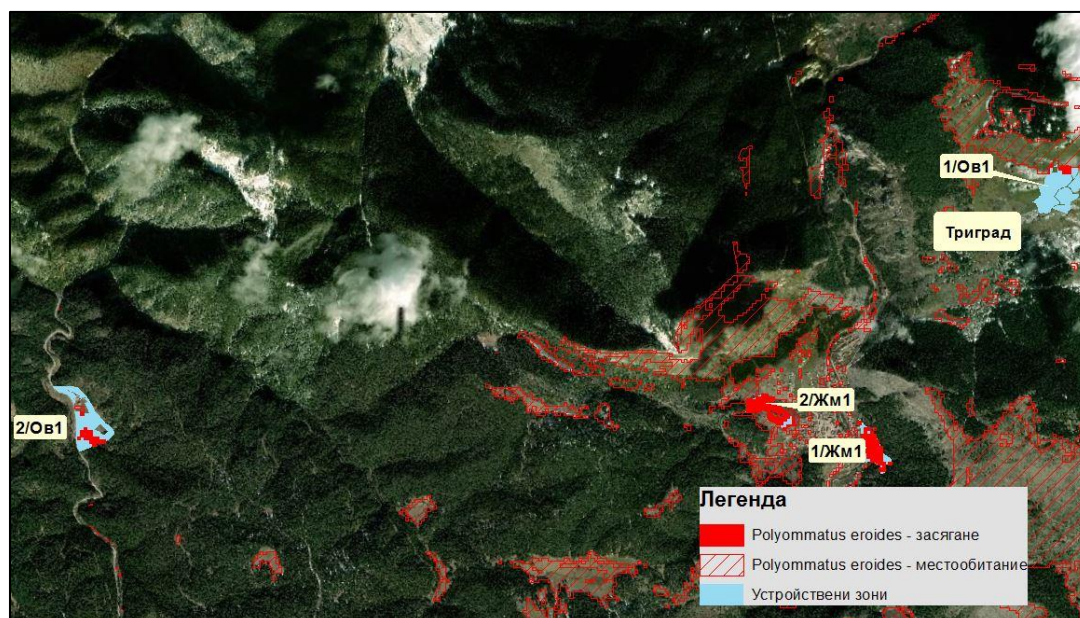 1/Ов1
Триград
2/Жм1
2/Ов1
1/Жм1
Легенда
Polyommatus eroides - засягане
Polyommatus eroides - местообитание
Устройствени зони